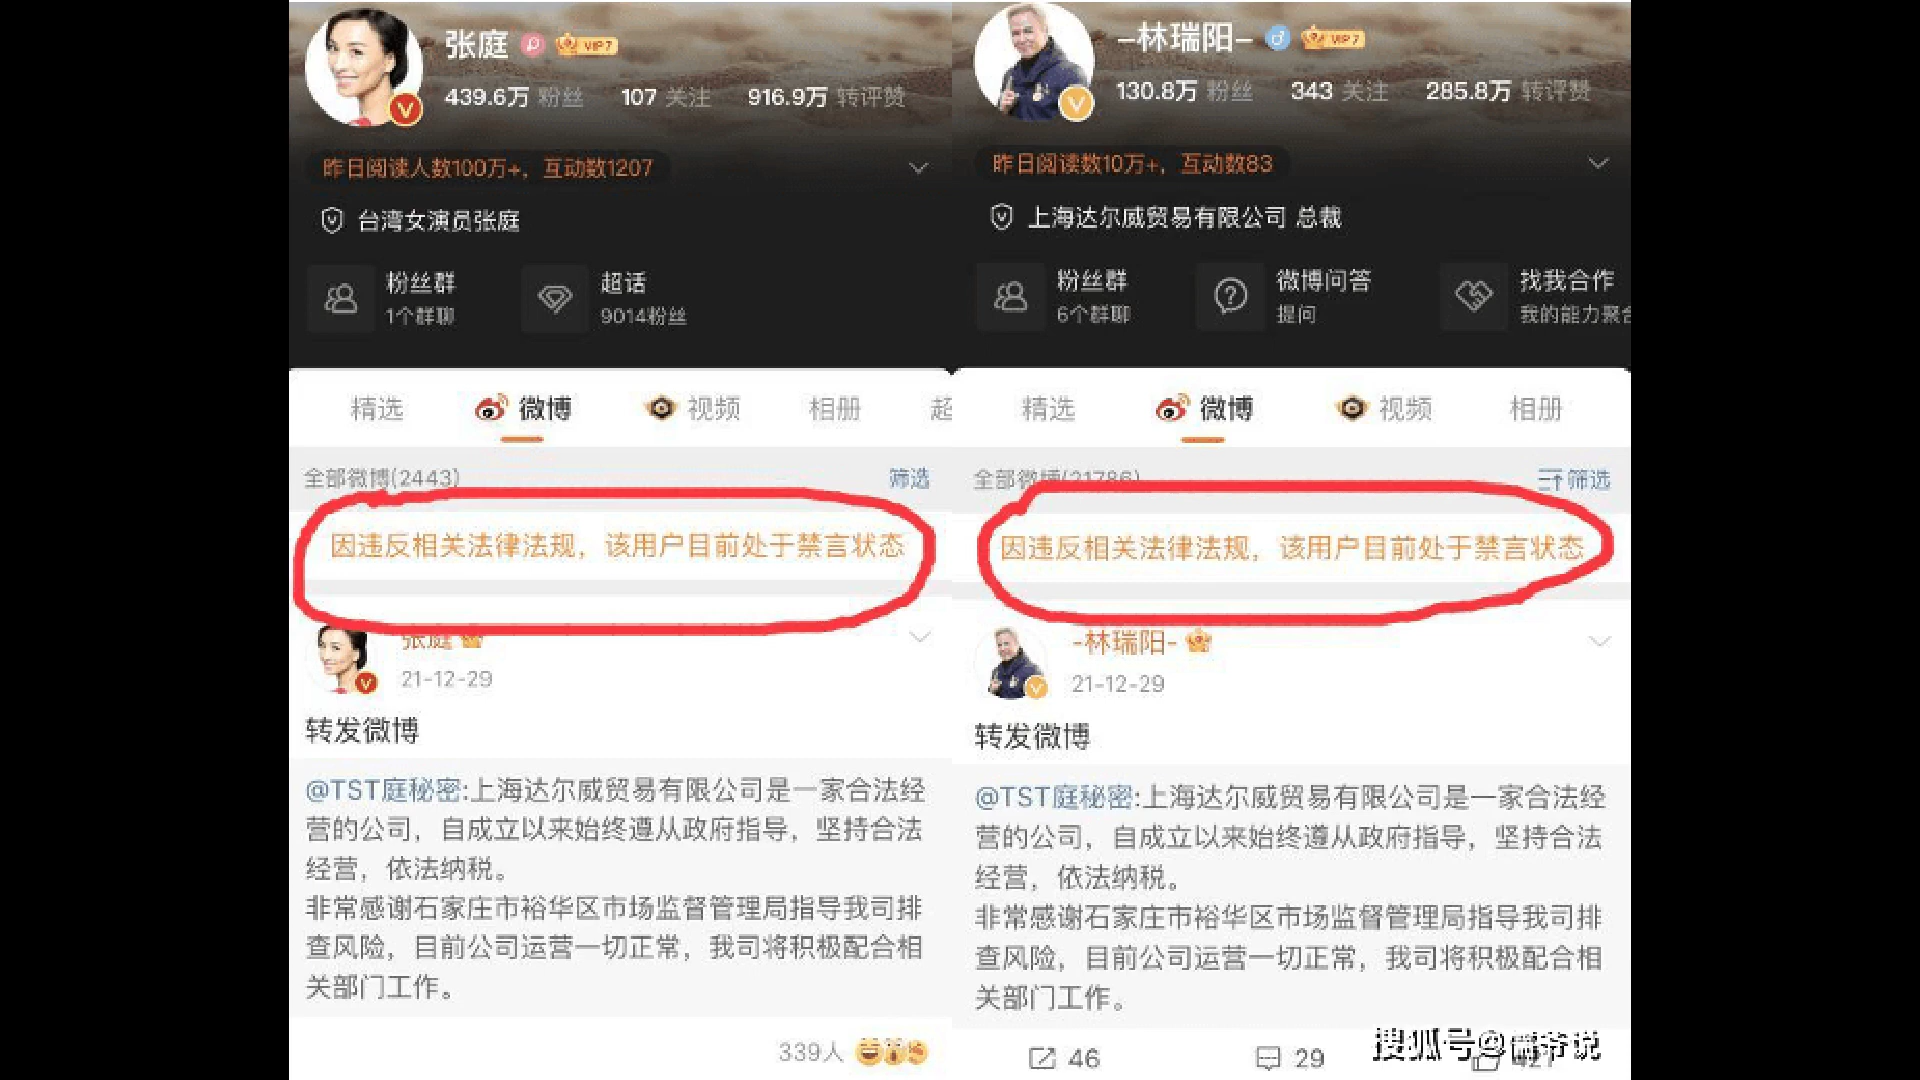 张庭 VIP7
439.6万 粉丝 107 关注 916.9万 转评赞
昨日阅读人数100万+，互动数1207
台湾女演员张庭
粉丝群
1个群聊
超话
9014粉丝
精选 微博 视频 相册 超
全部微博(2443) 筛选
因违反相关法律法规，该用户目前处于禁言状态
张庭
21-12-29
转发微博
@TST庭秘密:上海达尔威贸易有限公司是一家合法经
营的公司，自成立以来始终遵从政府指导，坚持合法
经营，依法纳税。
非常感谢石家庄市裕华区市场监督管理局指导我司排
查风险，目前公司运营一切正常，我司将积极配合相
关部门工作。
339人
-林瑞阳- VIP7
130.8万 粉丝 343 关注 285.8万 转评赞
昨日阅读数10万+，互动数83
上海达尔威贸易有限公司 总裁
粉丝群
6个群聊
微博问答
提问
找我合作
我的能力聚合
精选 微博 视频 相册
全部微博(21786) 筛选
因违反相关法律法规，该用户目前处于禁言状态
-林瑞阳-
21-12-29
转发微博
@TST庭秘密:上海达尔威贸易有限公司是一家合法经
营的公司，自成立以来始终遵从政府指导，坚持合法
经营，依法纳税。
非常感谢石家庄市裕华区市场监督管理局指导我司排
查风险，目前公司运营一切正常，我司将积极配合相
关部门工作。
46 29
搜狐号@